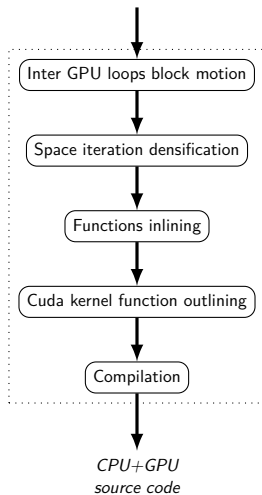 Inter GPU loops block motion
Space iteration densification
Functions inlining
Cuda kernel function outlining
Compilation
CPU+GPU
source code